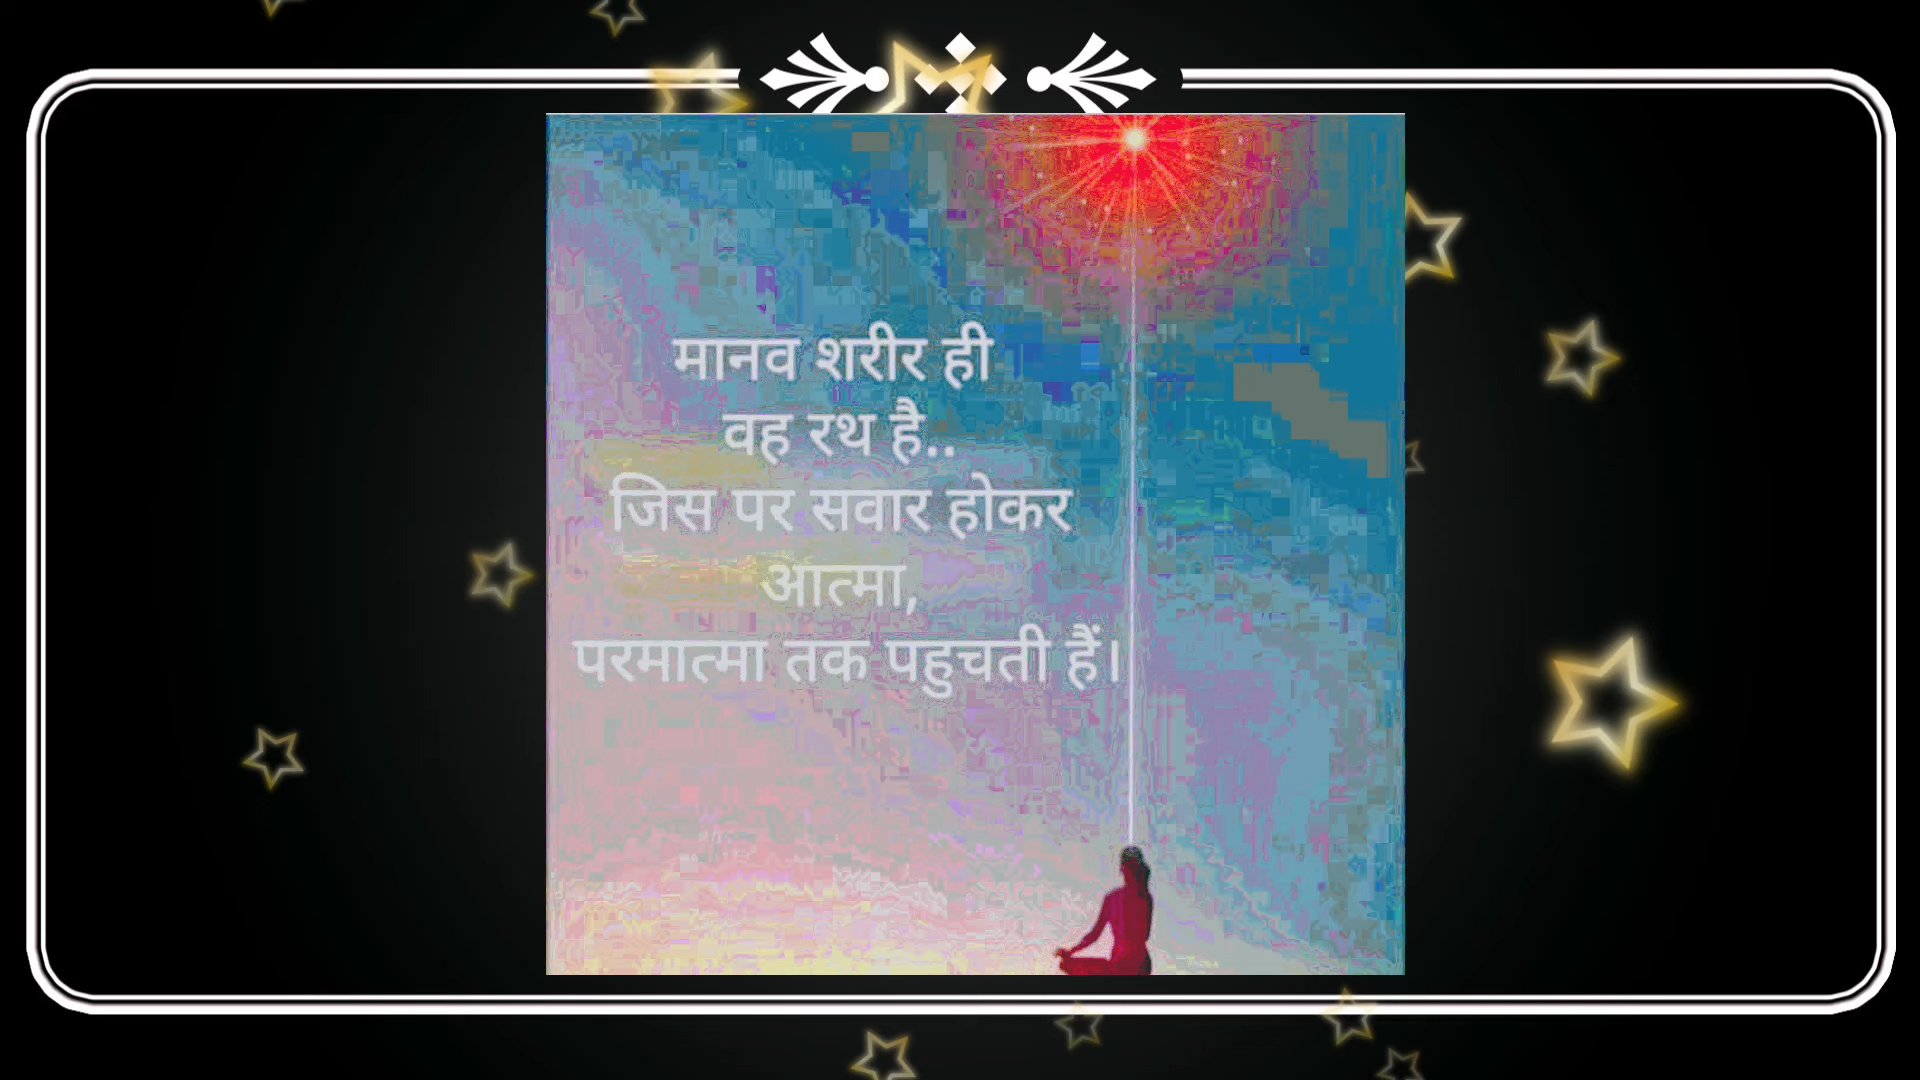 मानव शरीर ही
वह रथ है..
जिस पर सवार होकर
आत्मा,
परमात्मा तक पहुचती हैं।